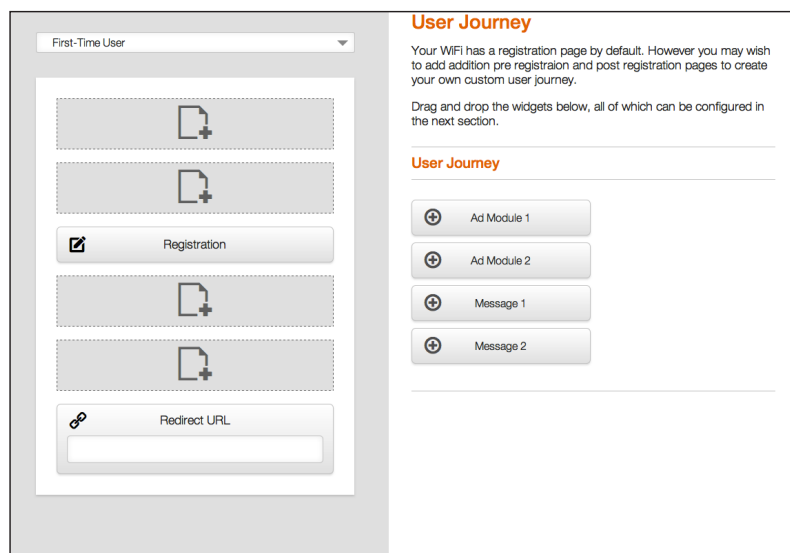 First-Time User
Registration
Redirect URL
User Journey
Your WiFi has a registration page by default. However you may wish
to add addition pre registraion and post registration pages to create
your own custom user journey.
Drag and drop the widgets below, all of which can be configured in
the next section.
User Journey
Ad Module 1
Ad Module 2
Message 1
Message 2